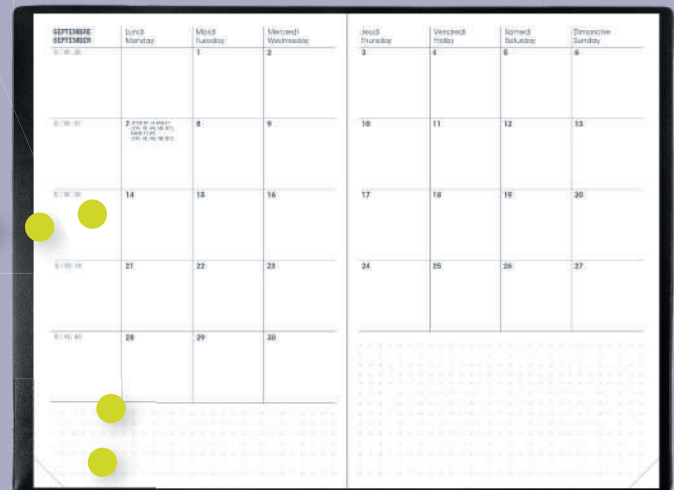 SEPTEMBRE Lundi Mardi Mercredi Jeudi Vendredi Samedi Dimanche
SEPTEMBER Monday Tuesday Wednesday Thursday Friday Saturday Sunday
1 2 3 4 5 6
7 8 9 10 11 12 13
14 15 16 17 18 19 20
21 22 23 24 25 26 27
28 29 30